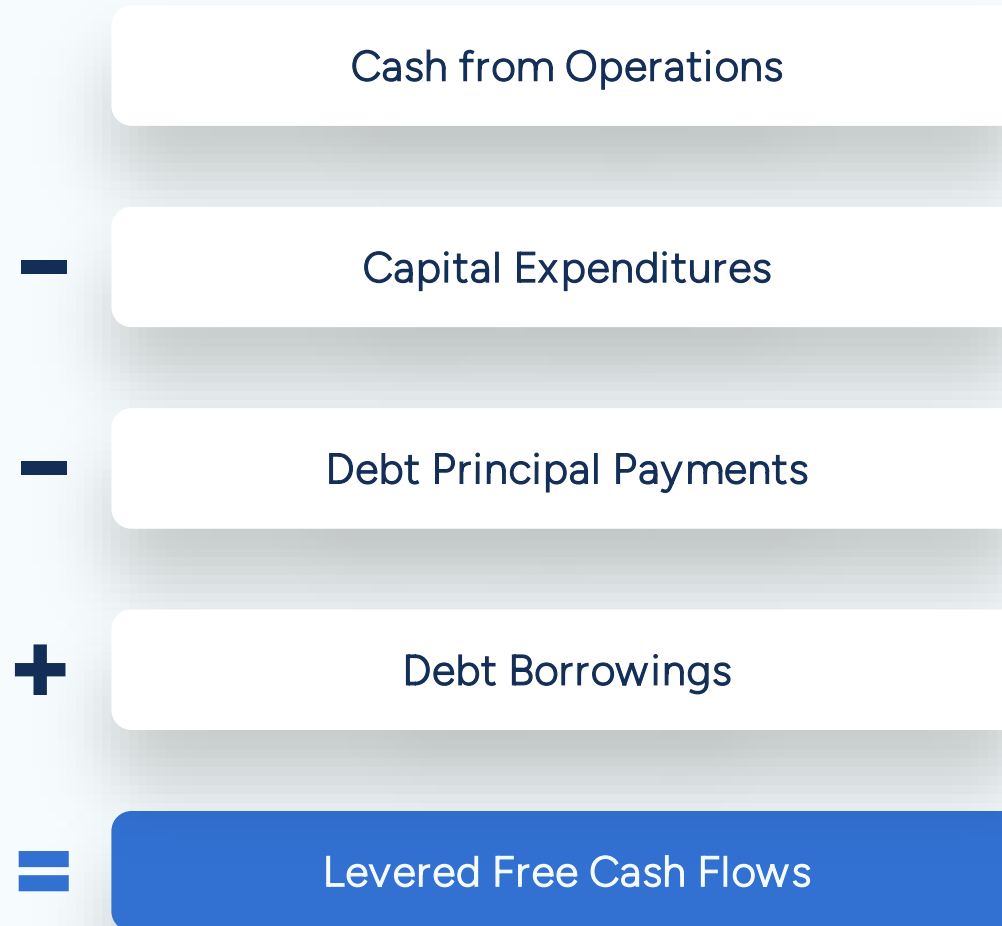 Cash from Operations
− Capital Expenditures
− Debt Principal Payments
+ Debt Borrowings
= Levered Free Cash Flows